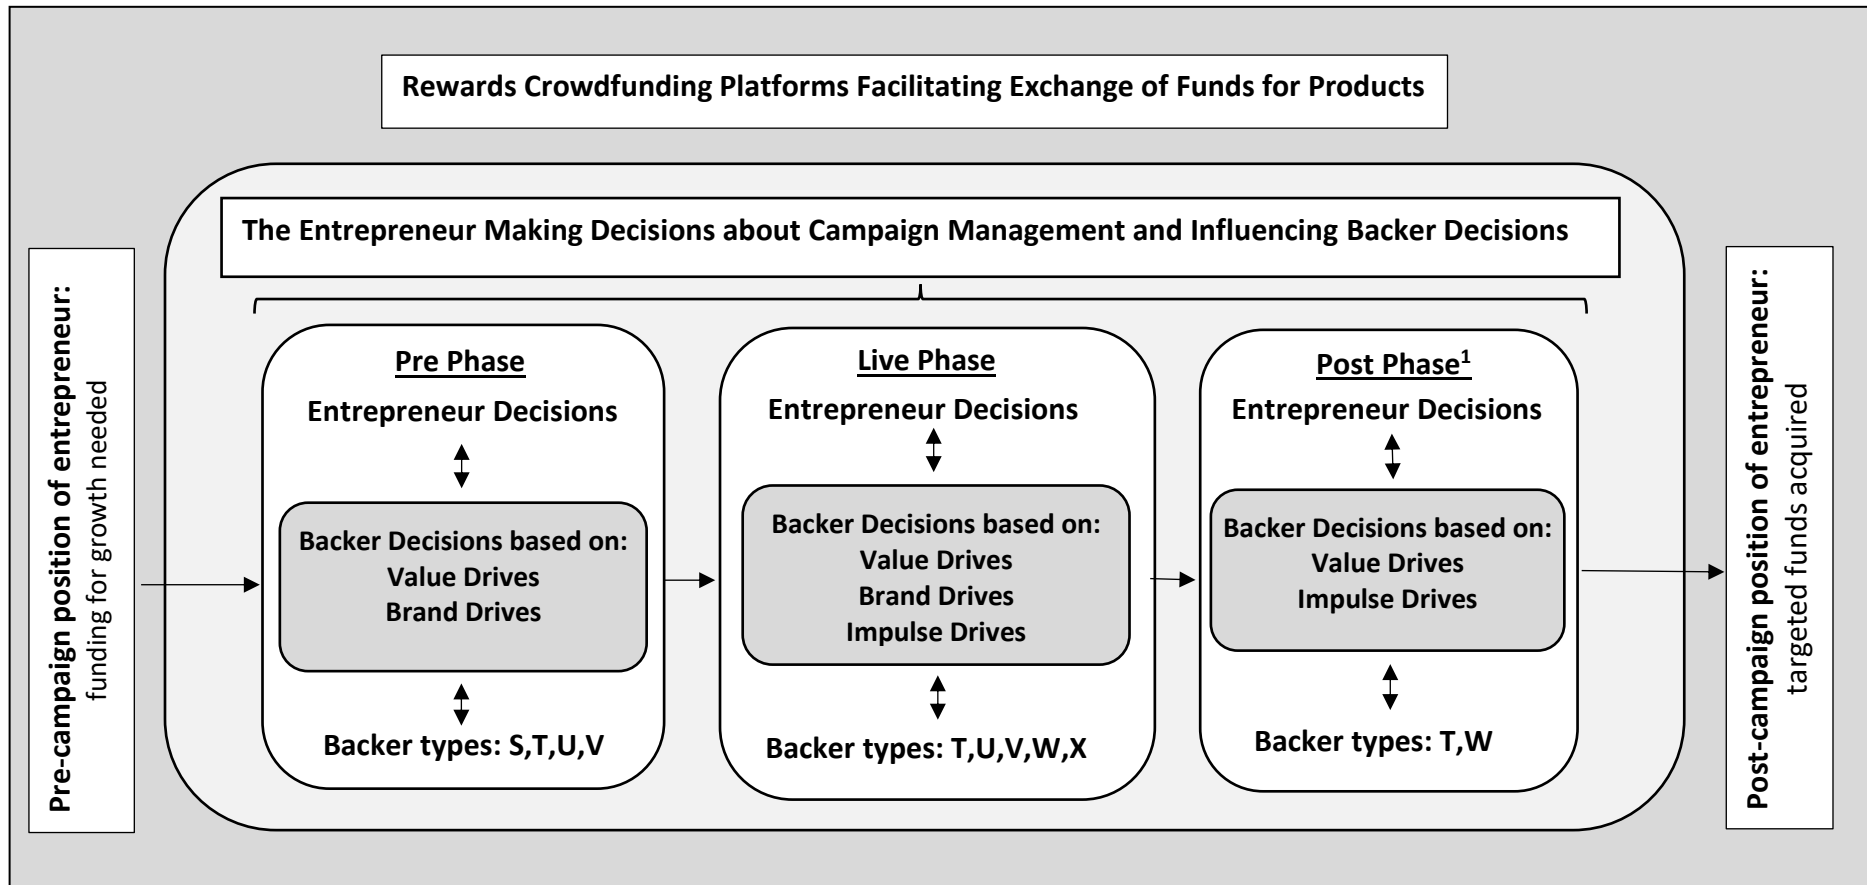 Rewards Crowdfunding Platforms Facilitating Exchange of Funds for Products
The Entrepreneur Making Decisions about Campaign Management and Influencing Backer Decisions
Pre-campaign position of entrepreneur:
funding for growth needed
Pre Phase
Entrepreneur Decisions
Backer Decisions based on:
Value Drives
Brand Drives
Backer types: S,T,U,V
Live Phase
Entrepreneur Decisions
Backer Decisions based on:
Value Drives
Brand Drives
Impulse Drives
Backer types: T,U,V,W,X
Post Phase¹
Entrepreneur Decisions
Backer Decisions based on:
Value Drives
Impulse Drives
Backer types: T,W
Post-campaign position of entrepreneur:
targeted funds acquired